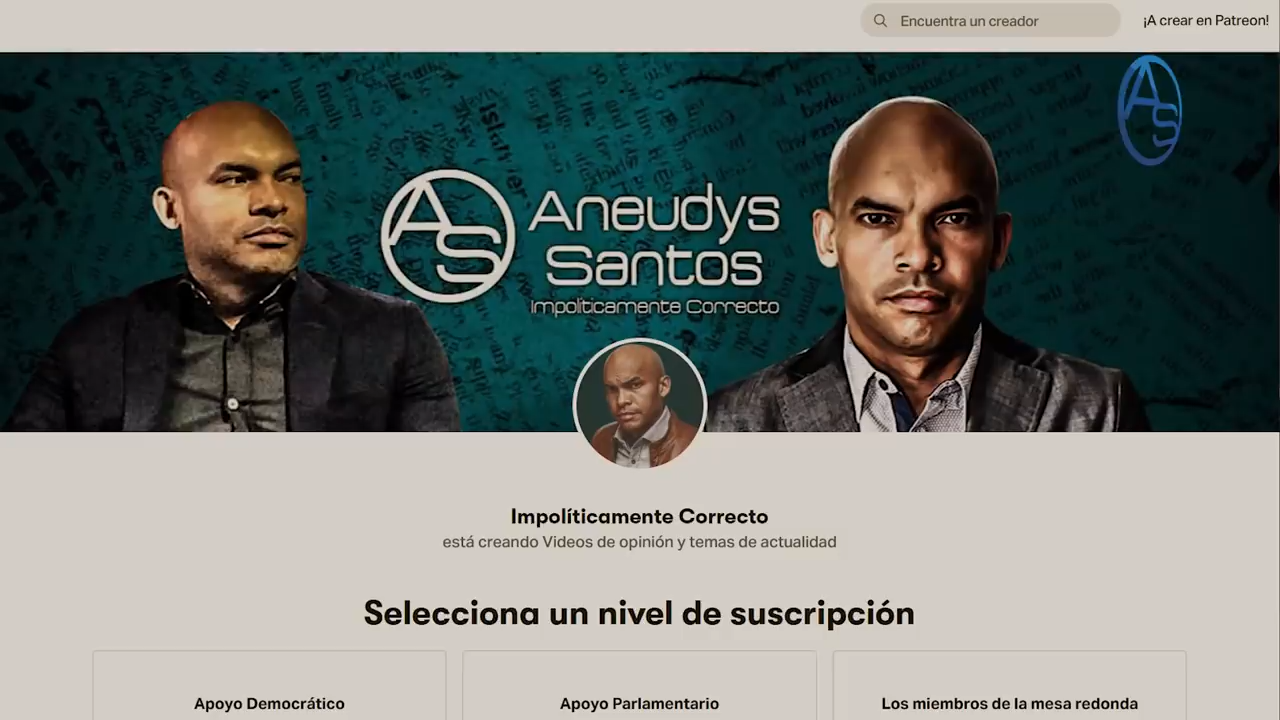 Encuentra un creador
¡A crear en Patreon!
AS
AS
Aneudys
Santos
Impolíticamente Correcto
Impolíticamente Correcto
está creando Videos de opinión y temas de actualidad
Selecciona un nivel de suscripción
Apoyo Democrático
Apoyo Parlamentario
Los miembros de la mesa redonda